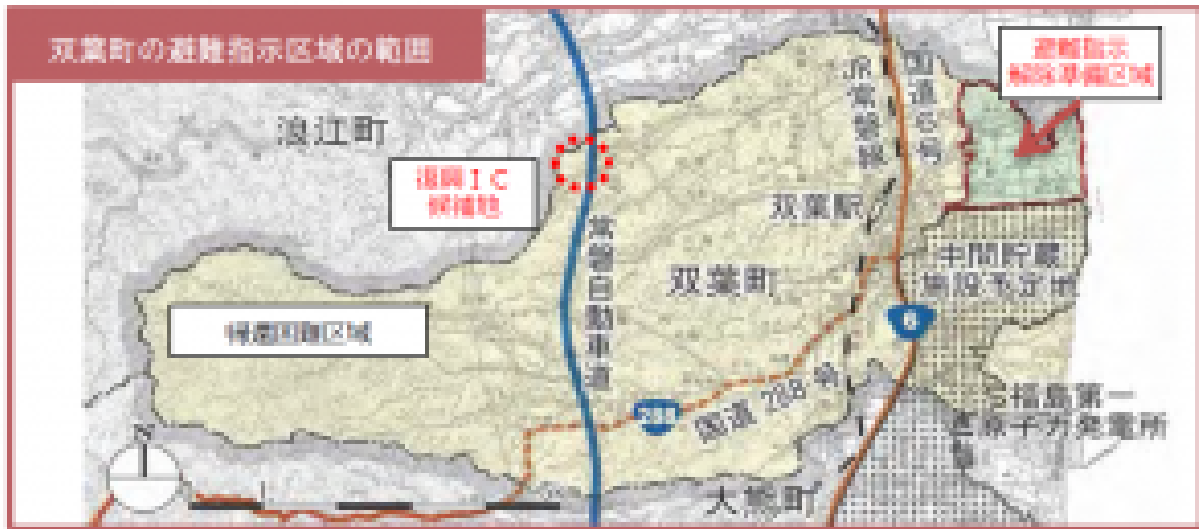 双葉町の避難指示区域の範囲
避難指示
解除準備区域
浪江町
JR常磐線
国道6号
復興IC
候補地
双葉駅
常磐自動車道
双葉町
中間貯蔵
施設予定地
帰還困難区域
6
288
国道288号
福島第一
原子力発電所
大熊町
N